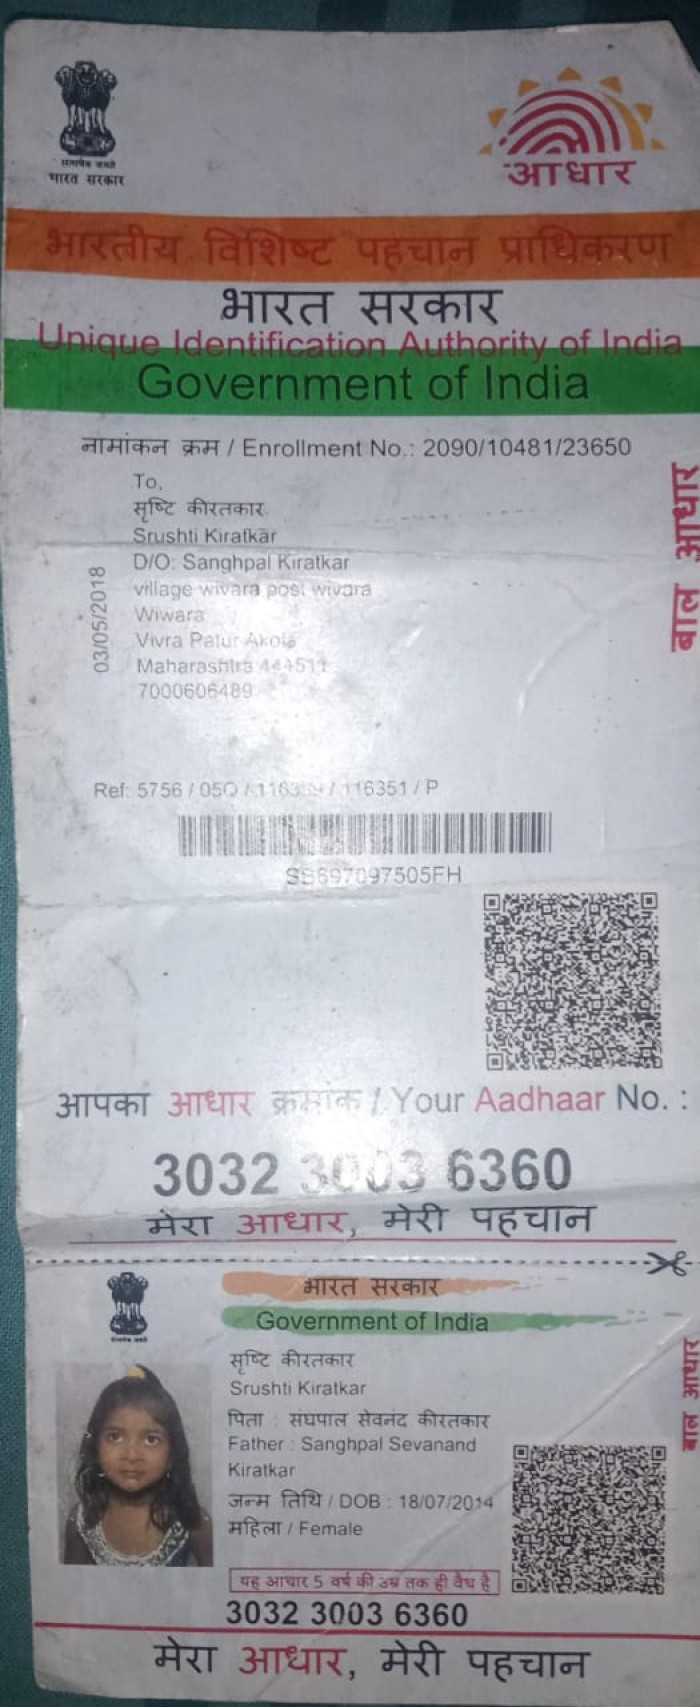 सत्यमेव जयते
भारत सरकार
आधार
भारतीय विशिष्ट पहचान प्राधिकरण
भारत सरकार
Unique Identification Authority of India
Government of India
नामांकन क्रम / Enrollment No.: 2090/10481/23650
To,
सृष्टि कीरतकार
Srushti Kiratkar
D/O: Sanghpal Kiratkar
village wivara post wivara
Wiwara
Vivra Patur Akola
Maharashtra 444511
7000606489
03/05/2018
बाल आधार
Ref: 5756 / 05Q / / 116351 / P
SS697097505FH
आपका आधार क्रमांक / Your Aadhaar No. :
3032 3003 6360
मेरा आधार, मेरी पहचान
भारत सरकार
Government of India
सृष्टि कीरतकार
Srushti Kiratkar
पिता : संघपाल सेवनंद कीरतकार
Father : Sanghpal Sevanand
Kiratkar
जन्म तिथि / DOB : 18/07/2014
महिला / Female
बाल आधार
यह आधार 5 वर्ष की उम्र तक ही वैध है
3032 3003 6360
मेरा आधार, मेरी पहचान